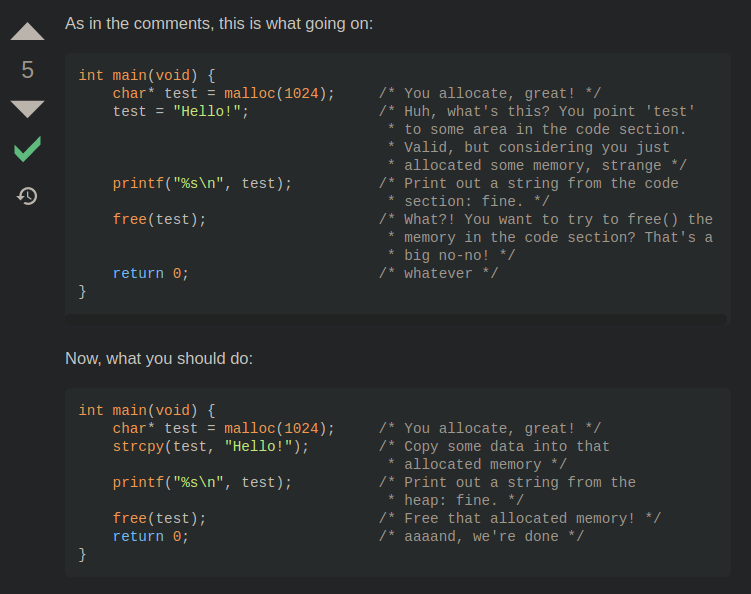 As in the comments, this is what going on:
5
int main(void) {
    char* test = malloc(1024);     /* You allocate, great! */
    test = "Hello!";               /* Huh, what's this? You point 'test'
                                    * to some area in the code section.
                                    * Valid, but considering you just
                                    * allocated some memory, strange */
    printf("%s\n", test);          /* Print out a string from the code
                                    * section: fine. */
    free(test);                    /* What?! You want to try to free() the
                                    * memory in the code section? That's a
                                    * big no-no! */
    return 0;                      /* whatever */
}
Now, what you should do:
int main(void) {
    char* test = malloc(1024);     /* You allocate, great! */
    strcpy(test, "Hello!");        /* Copy some data into that
                                    * allocated memory */
    printf("%s\n", test);          /* Print out a string from the
                                    * heap: fine. */
    free(test);                    /* Free that allocated memory! */
    return 0;                      /* aaaand, we're done */
}